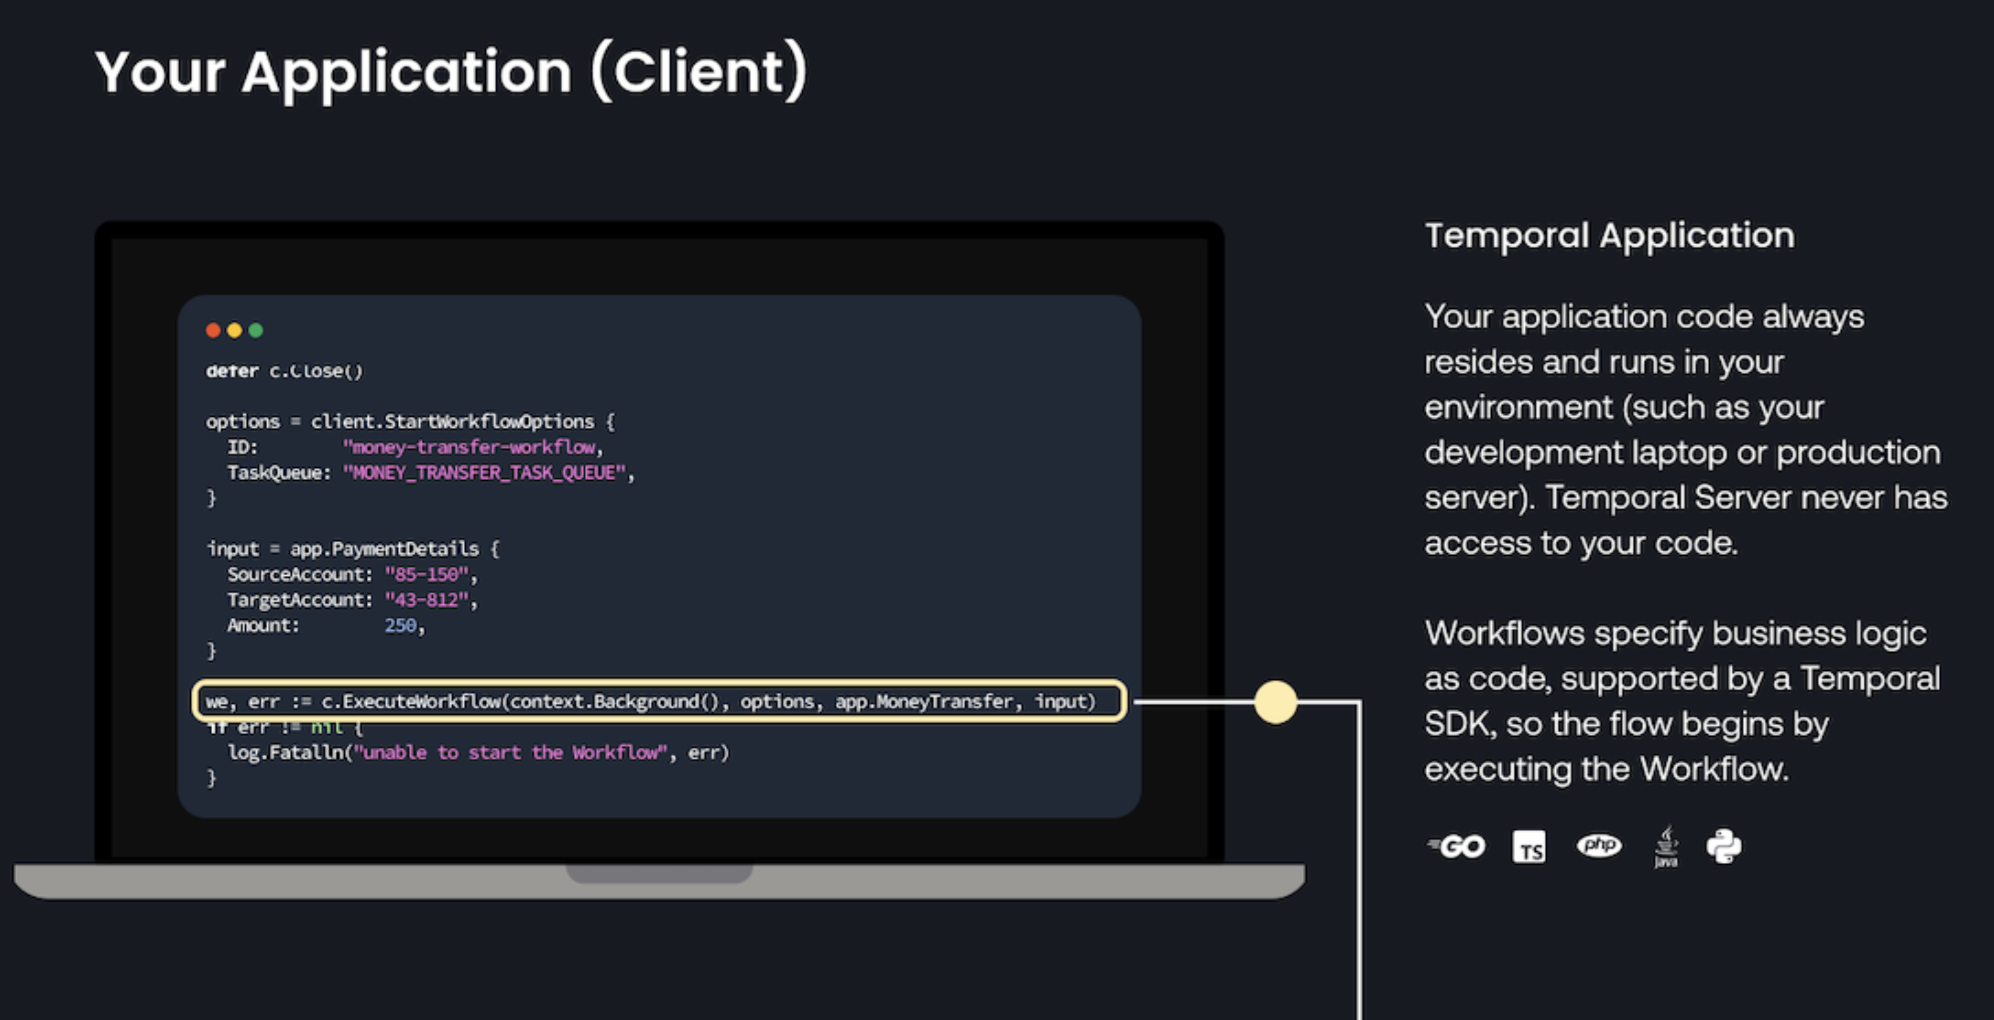 Your Application (Client)
defer c.Close()
options = client.StartWorkflowOptions {
ID: "money-transfer-workflow,
TaskQueue: "MONEY_TRANSFER_TASK_QUEUE",
}
input = app.PaymentDetails {
SourceAccount: "85-150",
TargetAccount: "43-812",
Amount: 250,
}
we, err := c.ExecuteWorkflow(context.Background(), options, app.MoneyTransfer, input)
if err != nil {
log.Fatalln("unable to start the Workflow", err)
}
Temporal Application
Your application code always
resides and runs in your
environment (such as your
development laptop or production
server). Temporal Server never has
access to your code.
Workflows specify business logic
as code, supported by a Temporal
SDK, so the flow begins by
executing the Workflow.
GO TS php Java